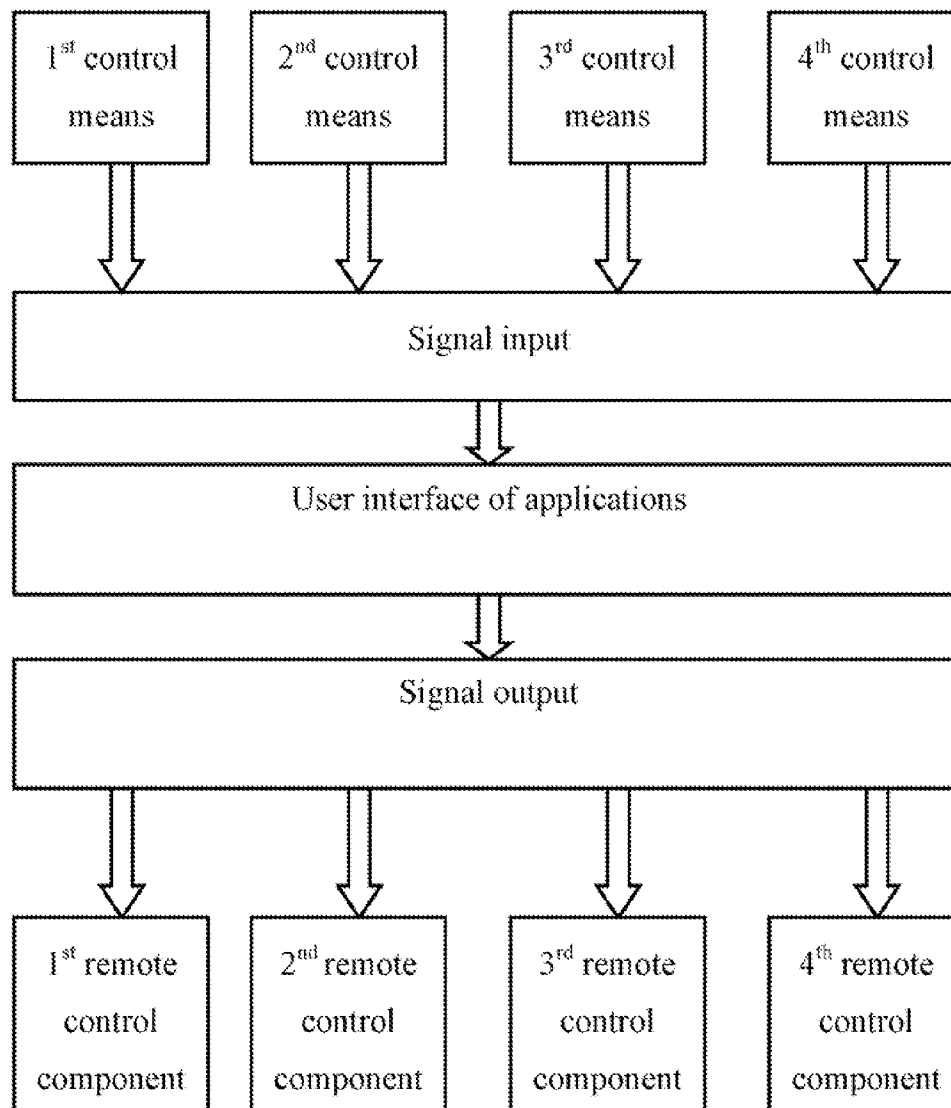 1st control
means
2nd control
means
3rd control
means
4th control
means
Signal input
User interface of applications
Signal output
1st remote
control
component
2nd remote
control
component
3rd remote
control
component
4th remote
control
component